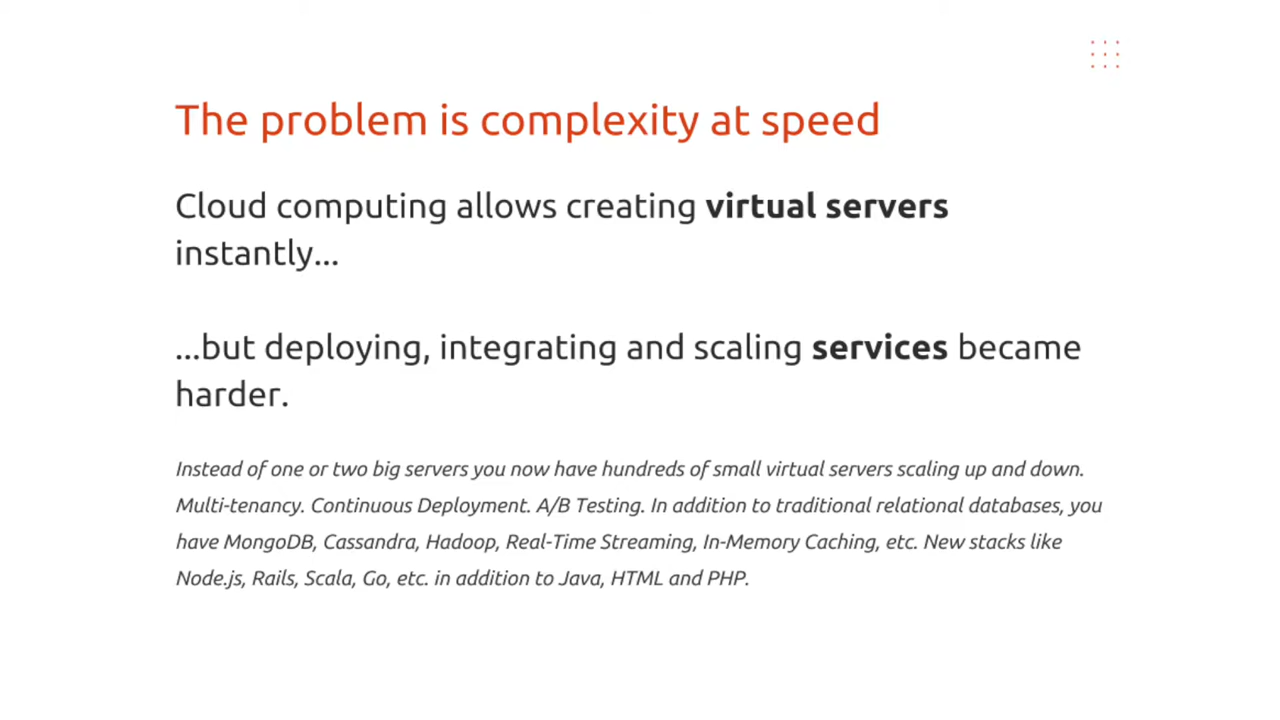 The problem is complexity at speed
Cloud computing allows creating virtual servers
instantly...
...but deploying, integrating and scaling services became
harder.
Instead of one or two big servers you now have hundreds of small virtual servers scaling up and down.
Multi-tenancy. Continuous Deployment. A/B Testing. In addition to traditional relational databases, you
have MongoDB, Cassandra, Hadoop, Real-Time Streaming, In-Memory Caching, etc. New stacks like
Node.js, Rails, Scala, Go, etc. in addition to Java, HTML and PHP.